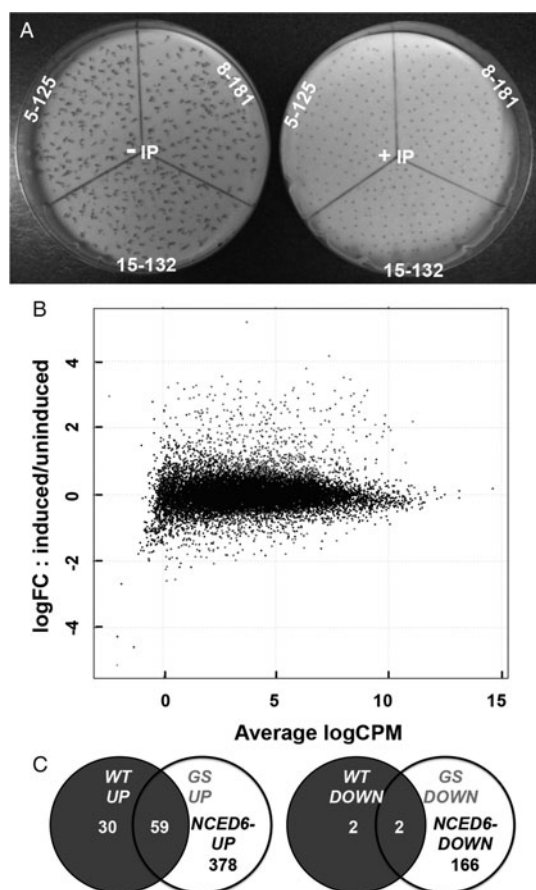 A
5-125
8-181
- IP
15-132
5-125
8-181
+ IP
15-132
B
logFC : induced/uninduced
4
2
0
-2
-4
0
5
10
15
Average logCPM
C
WT
UP
GS
UP
30
59
NCED6-
UP
378
WT
DOWN
GS
DOWN
2
2
NCED6-
DOWN
166